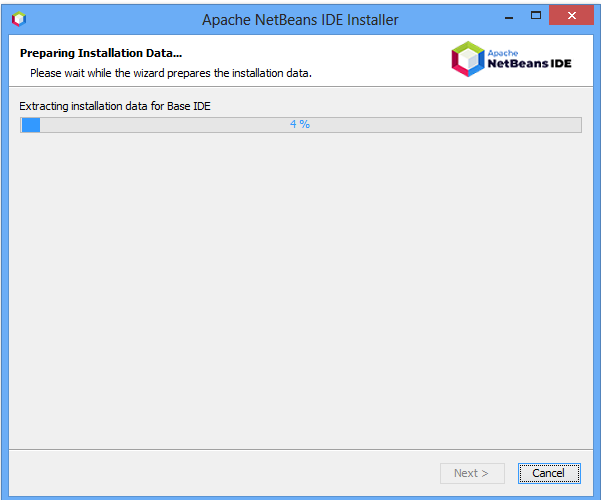 Apache NetBeans IDE Installer
Preparing Installation Data...
Please wait while the wizard prepares the installation data.
Apache
NetBeans IDE
Extracting installation data for Base IDE
4 %
Next >
Cancel